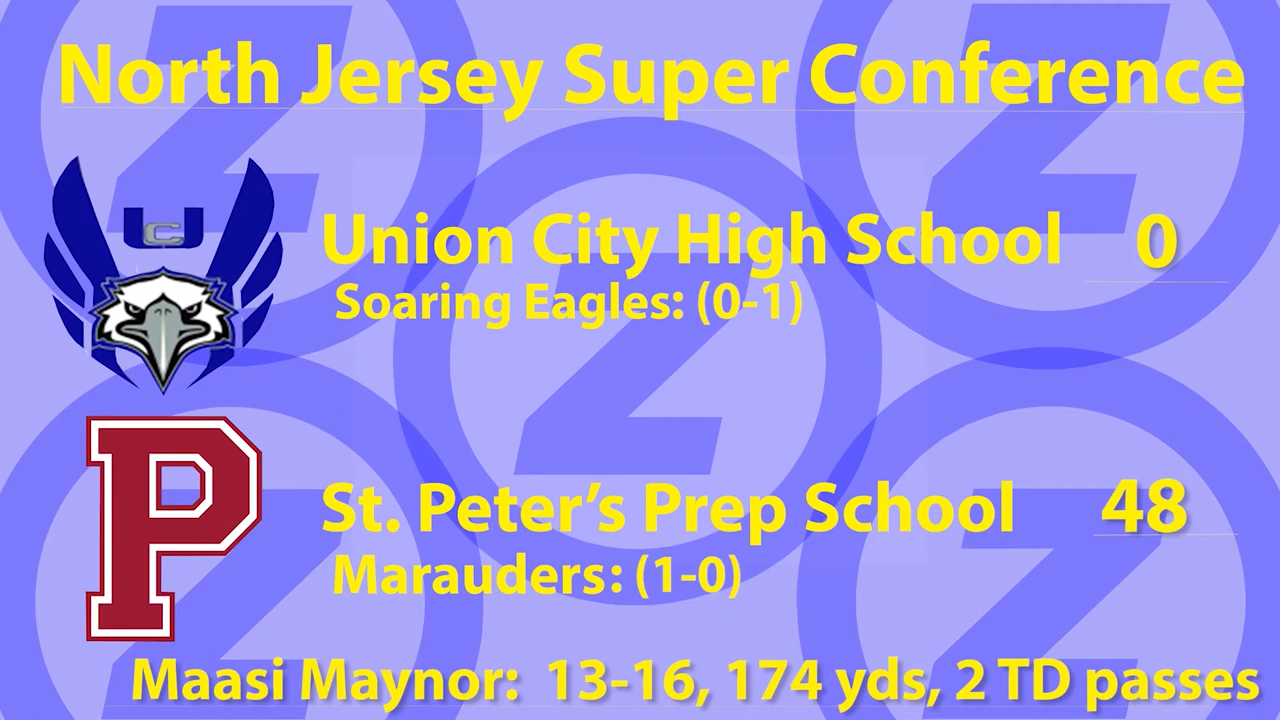 North Jersey Super Conference
UC
Union City High School 0
Soaring Eagles: (0-1)
P
St. Peter’s Prep School 48
Marauders: (1-0)
Maasi Maynor: 13-16, 174 yds, 2 TD passes
Z
Z
Z
Z
Z